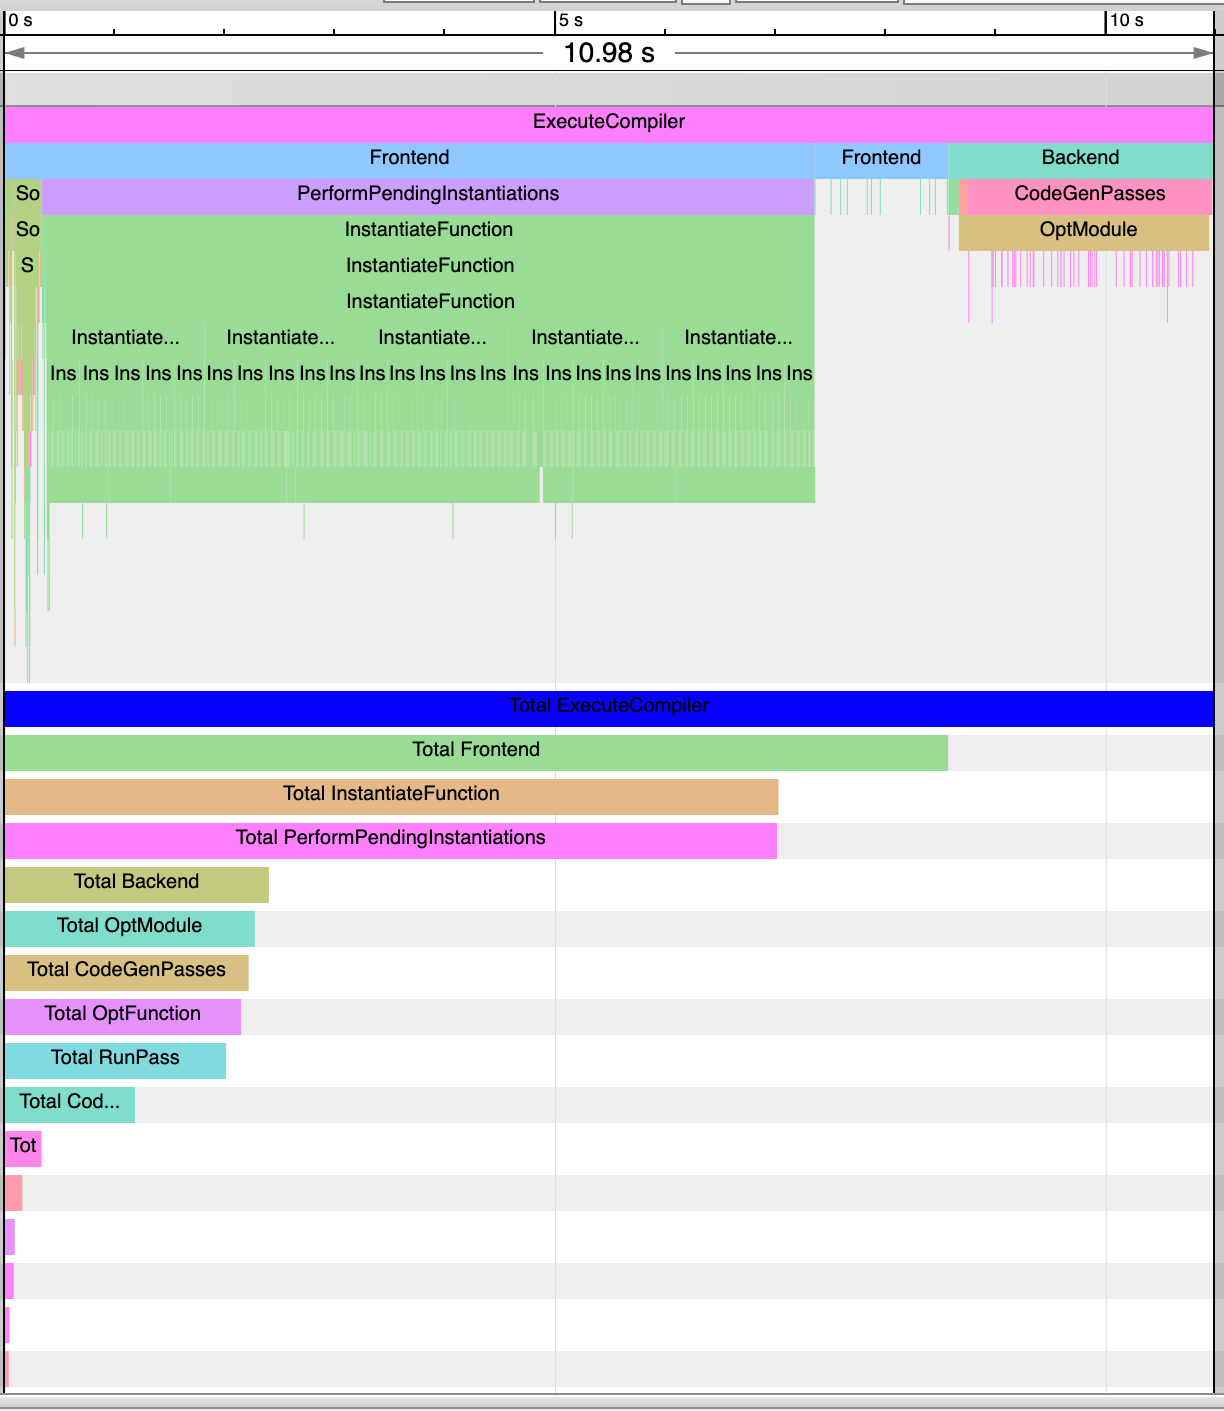 0 s 5 s 10 s
10.98 s
ExecuteCompiler
Frontend Frontend Backend
So PerformPendingInstantiations CodeGenPasses
So InstantiateFunction OptModule
S InstantiateFunction
InstantiateFunction
Instantiate... Instantiate... Instantiate... Instantiate... Instantiate...
Ins Ins Ins Ins Ins Ins Ins Ins Ins Ins Ins Ins Ins Ins Ins Ins Ins Ins Ins Ins Ins Ins Ins Ins Ins
Total ExecuteCompiler
Total Frontend
Total InstantiateFunction
Total PerformPendingInstantiations
Total Backend
Total OptModule
Total CodeGenPasses
Total OptFunction
Total RunPass
Total Cod...
Tot